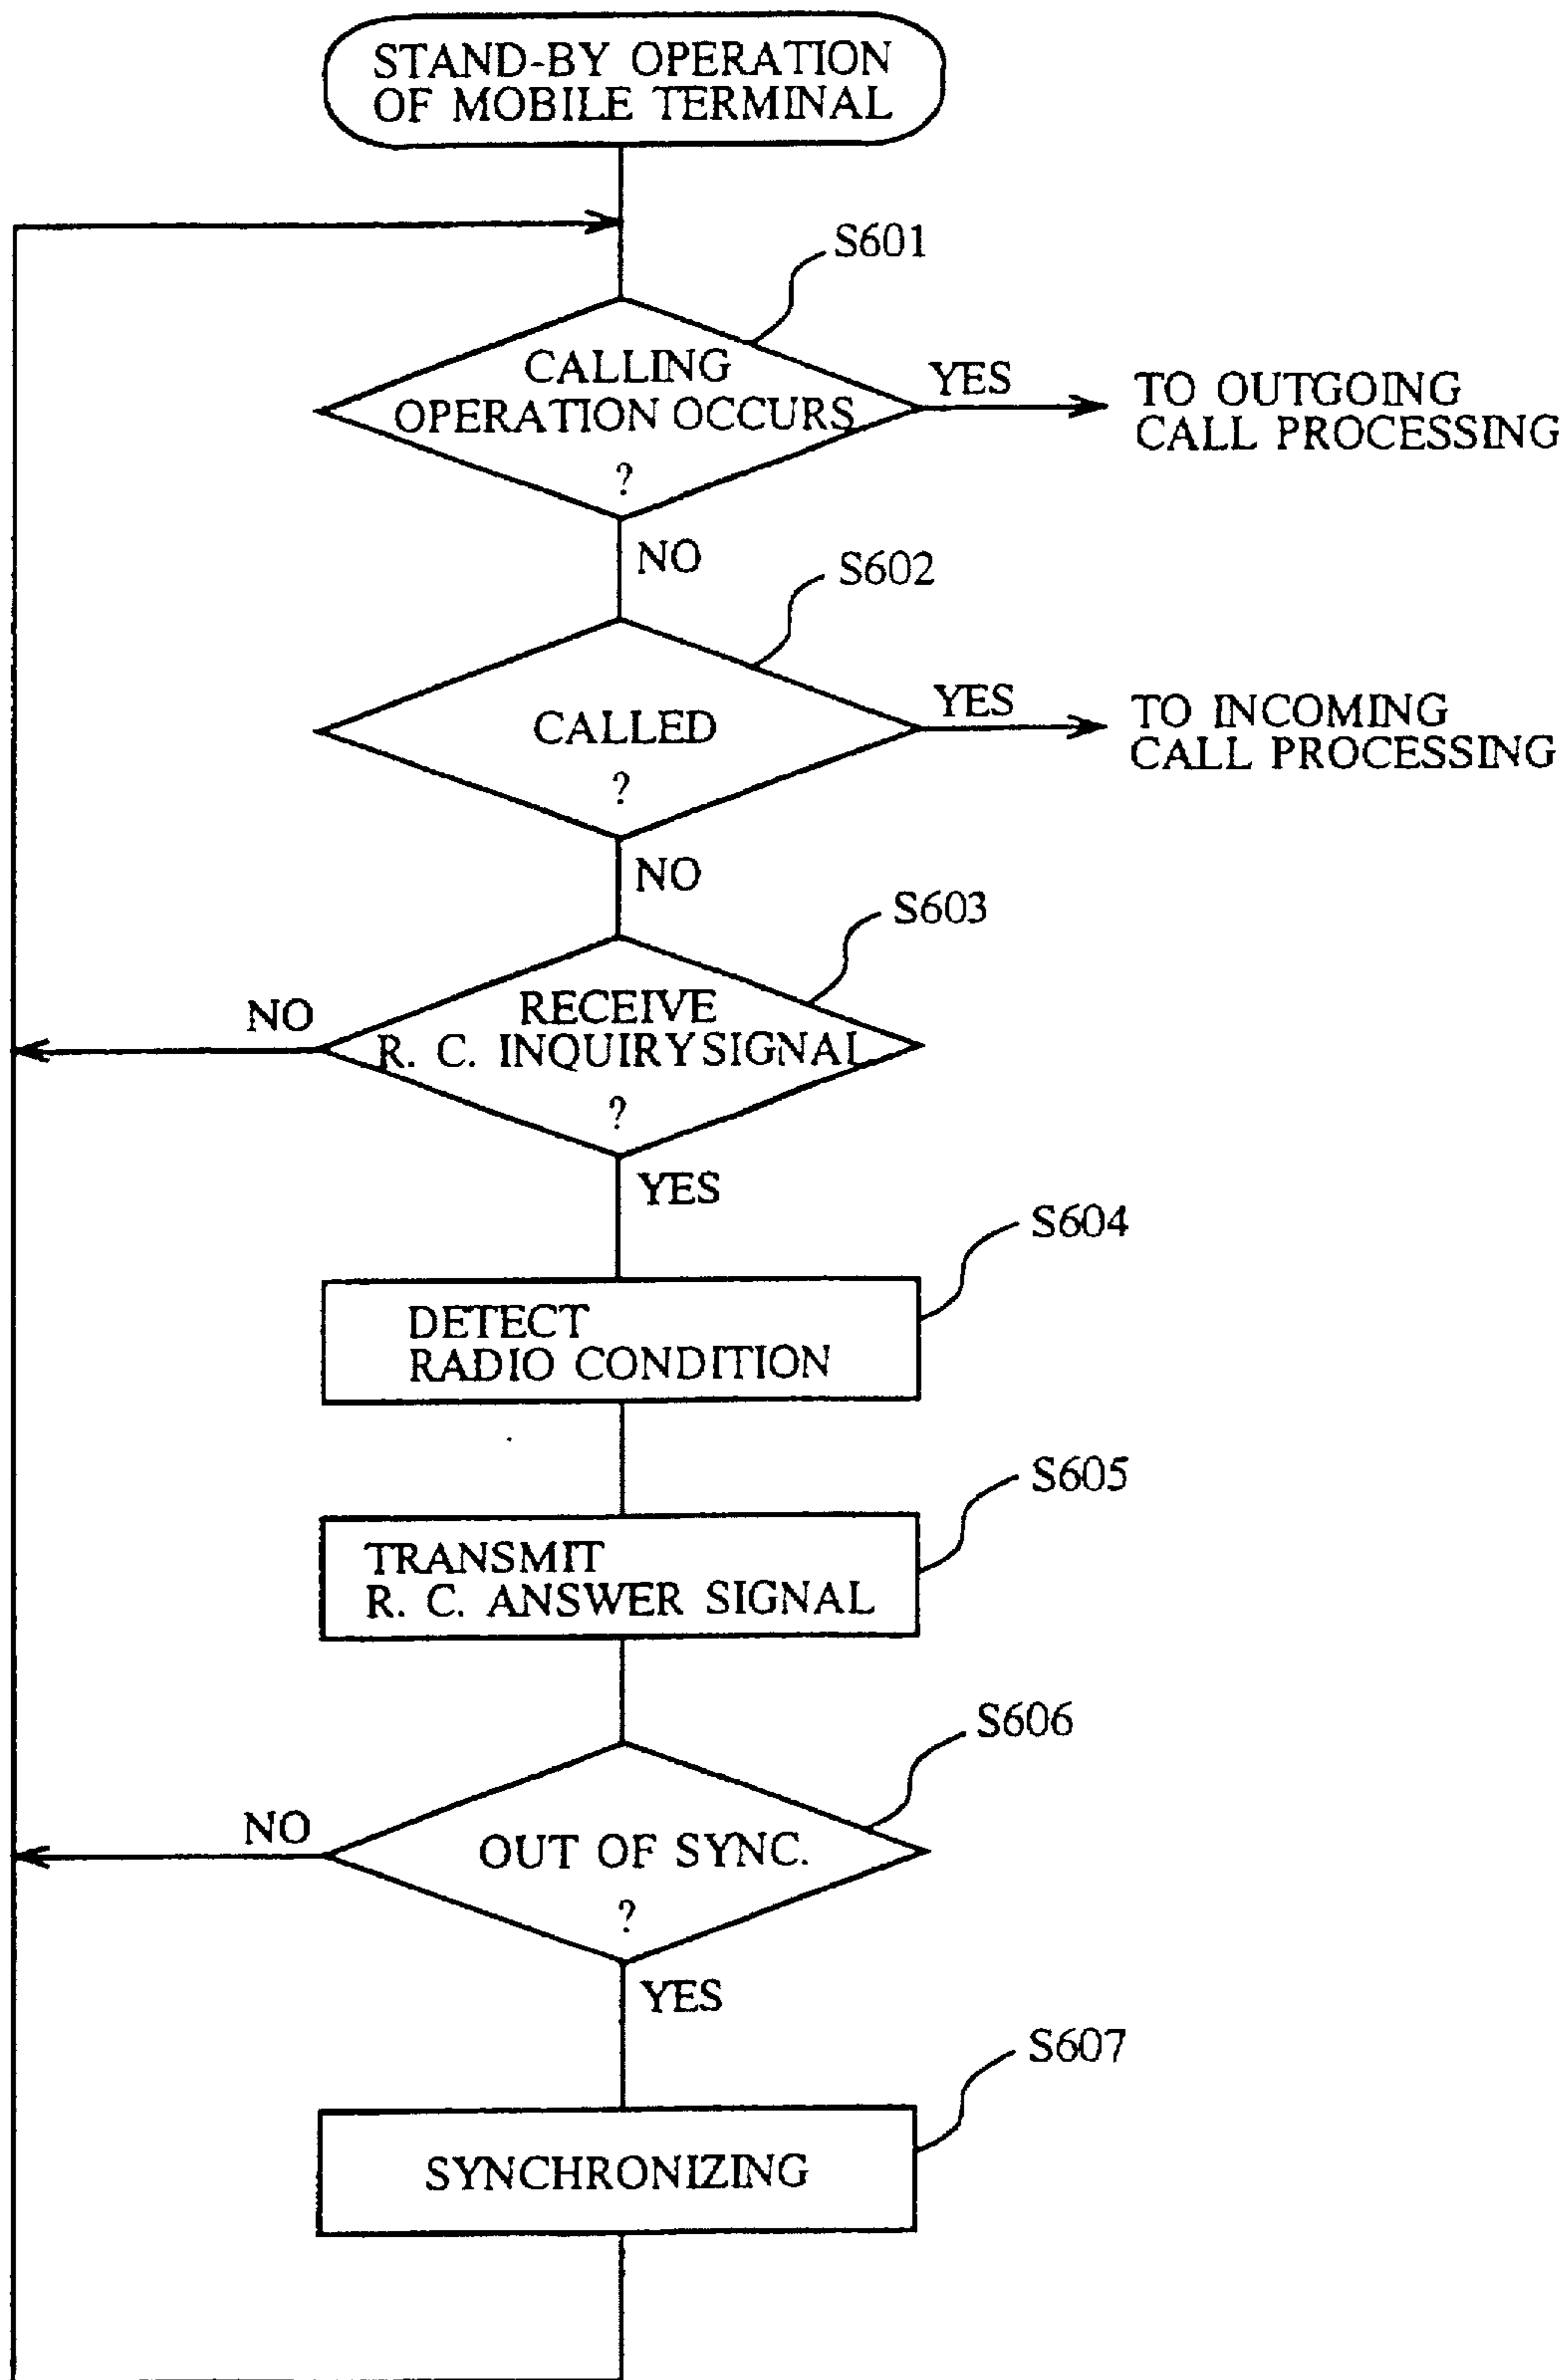 STAND-BY OPERATION
OF MOBILE TERMINAL
S601
CALLING
OPERATION OCCURS
?
YES
TO OUTGOING
CALL PROCESSING
NO
S602
CALLED
?
YES
TO INCOMING
CALL PROCESSING
NO
S603
RECEIVE
R. C. INQUIRY SIGNAL
?
NO
YES
S604
DETECT
RADIO CONDITION
S605
TRANSMIT
R. C. ANSWER SIGNAL
S606
OUT OF SYNC.
?
NO
YES
S607
SYNCHRONIZING